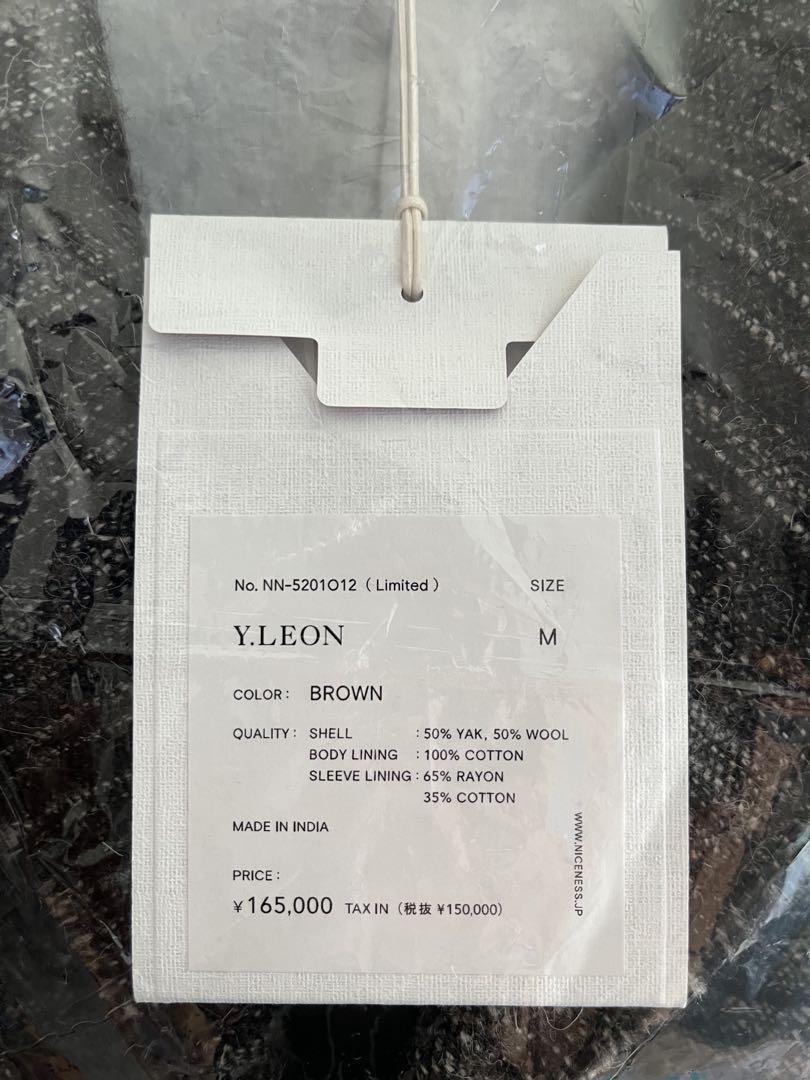 No. NN-5201O12 ( Limited ) SIZE
Y.LEON M
COLOR : BROWN
QUALITY : SHELL : 50% YAK, 50% WOOL
BODY LINING : 100% COTTON
SLEEVE LINING : 65% RAYON
35% COTTON
MADE IN INDIA
PRICE :
¥165,000 TAX IN (税抜 ¥150,000)
WWW.NICENESS.JP